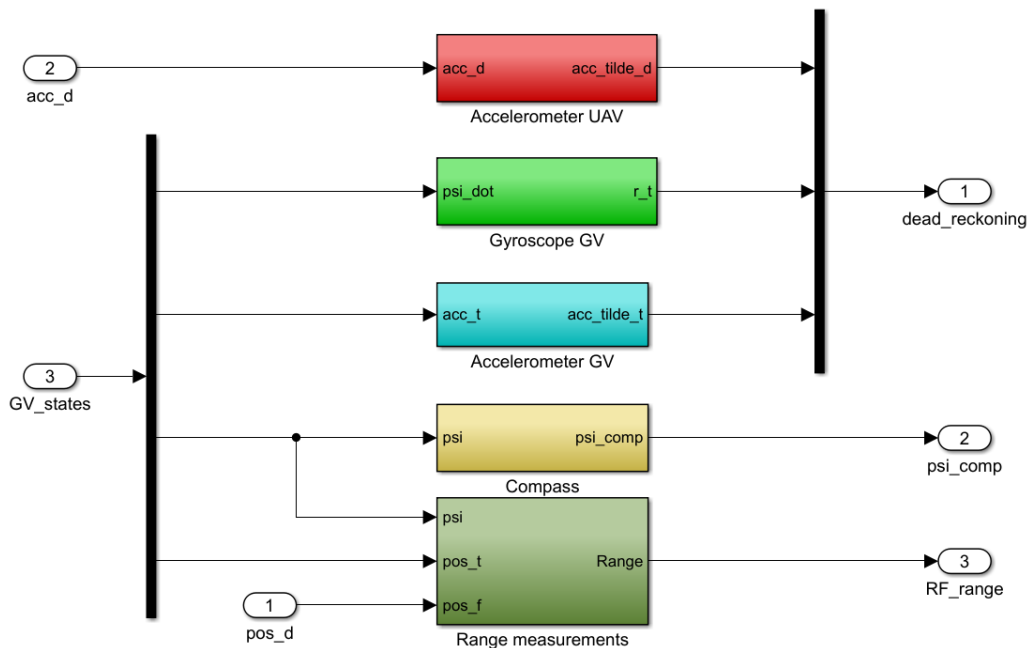 2
acc_d
acc_d
acc_tilde_d
Accelerometer UAV
psi_dot
r_t
Gyroscope GV
1
dead_reckoning
acc_t
acc_tilde_t
Accelerometer GV
3
GV_states
psi
psi_comp
Compass
2
psi_comp
psi
pos_t
pos_f
Range
Range measurements
1
pos_d
3
RF_range